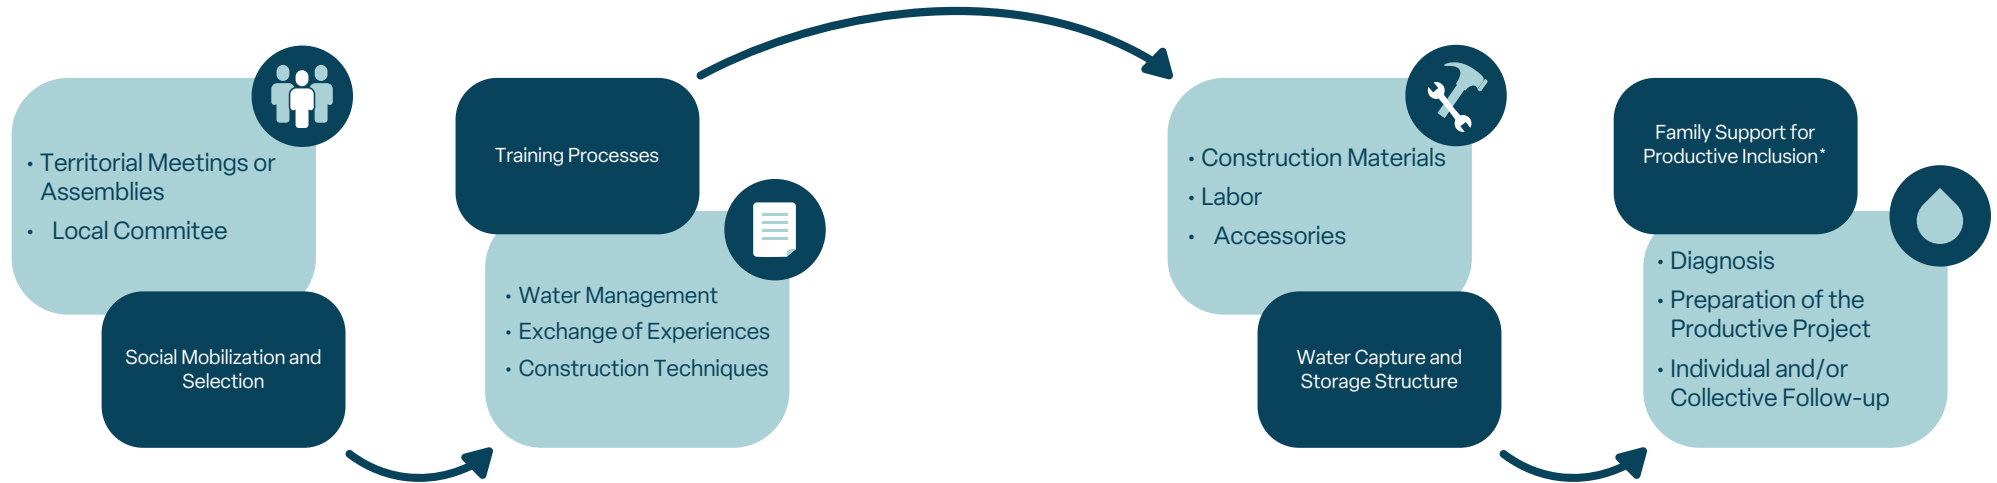 • Territorial Meetings or
Assemblies
• Local Commitee
Social Mobilization and
Selection
Training Processes
• Water Management
• Exchange of Experiences
• Construction Techniques
• Construction Materials
• Labor
• Accessories
Water Capture and
Storage Structure
Family Support for
Productive Inclusion*
• Diagnosis
• Preparation of the
Productive Project
• Individual and/or
Collective Follow-up